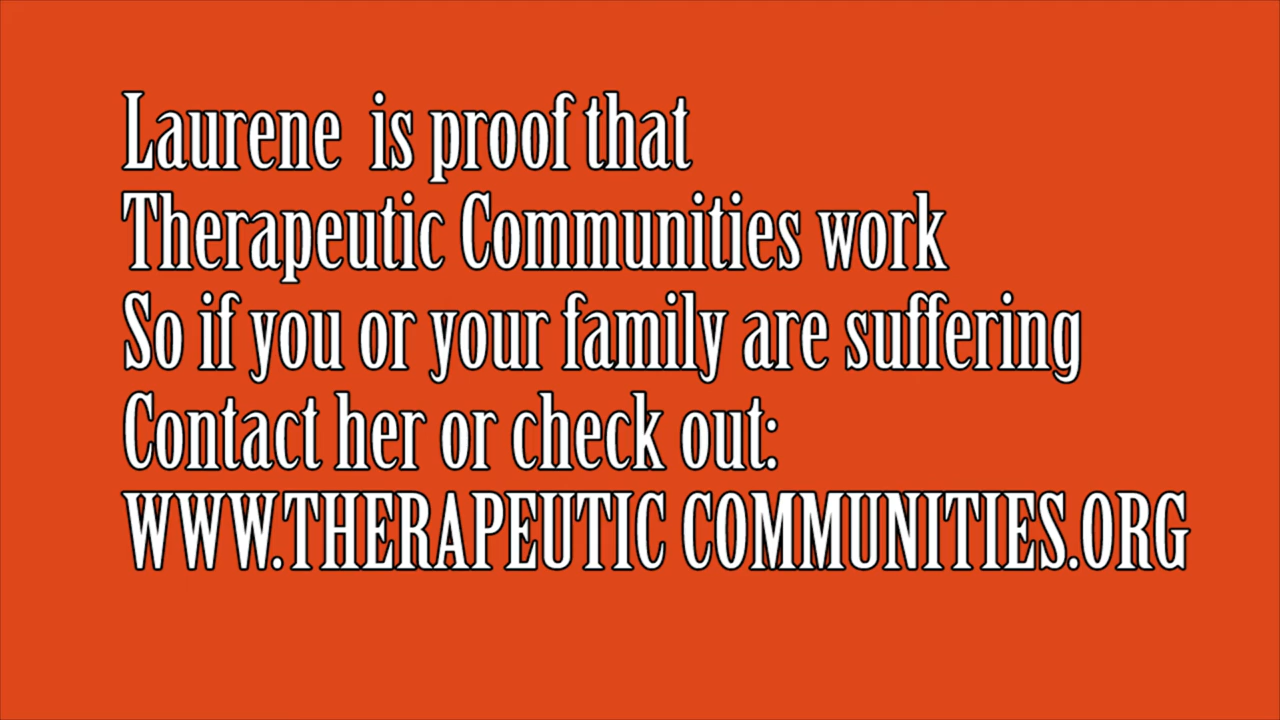 Laurene is proof that
Therapeutic Communities work
So if you or your family are suffering
Contact her or check out:
WWW.THERAPEUTIC COMMUNITIES.ORG